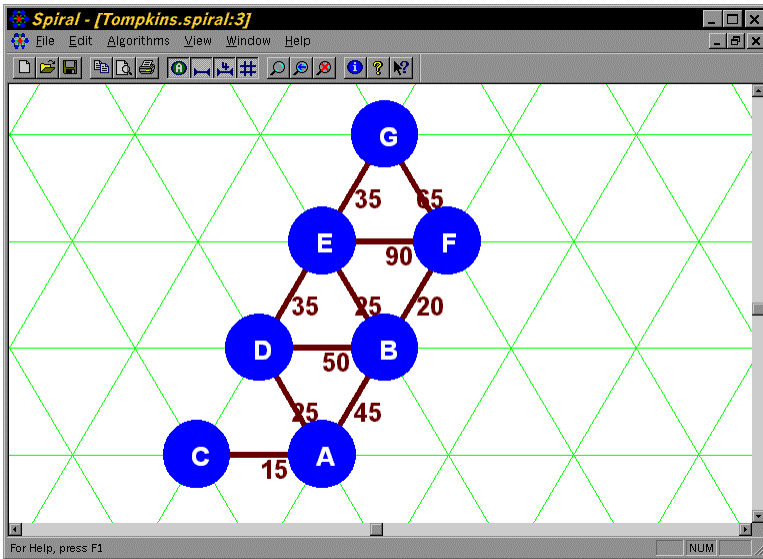 Spiral - [Tompkins.spiral:3]
File Edit Algorithms View Window Help
A ?
G
35 65
E F
90
35 25 20
D B
50
25 45
C A
15
For Help, press F1 NUM